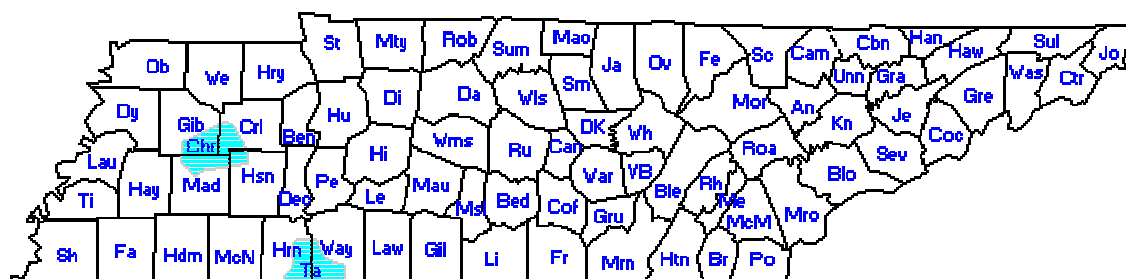 St Mty Rob Sum Mao Ja Ov Fe Sc Cam Cbn Han Haw Sul Jo
Ob We Hry Sm Unn Gra Was Ctr
Dy Di Da Wls Mor An Gre
Gib Crl Ben Hu DK Wh Kn Je Coc
Chr Lau Hi Wms Ru Can Roa Sev
Hay Mad Hsn Pe Mau Var VB Ble Rh Blo
Ti Dec Le Ms Bed Cof Gru Me McM Mro
Sh Fa Hdm McN Hrn Way Law Gil Li Fr Mrn Htn Br Po
Ta